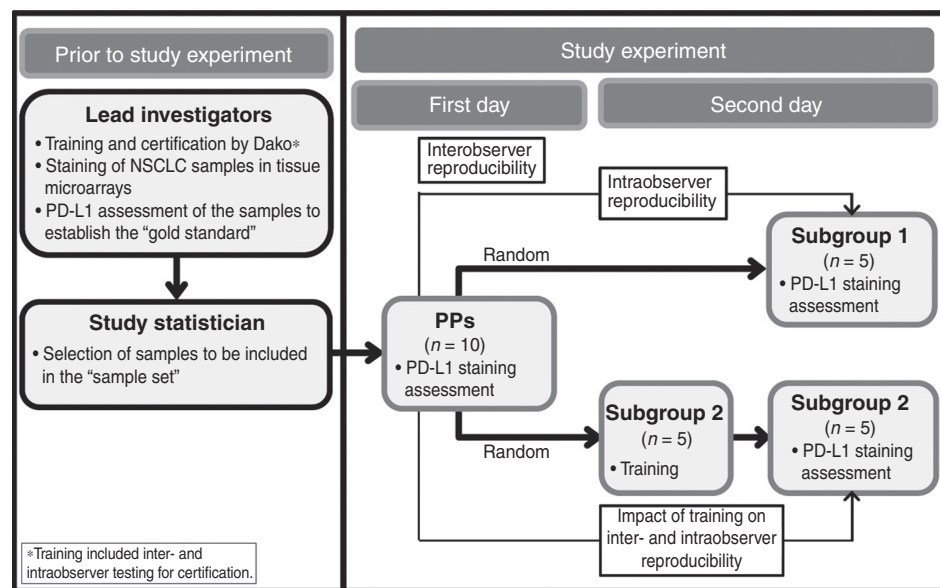 Prior to study experiment
Lead investigators
• Training and certification by Dako*
• Staining of NSCLC samples in tissue
microarrays
• PD-L1 assessment of the samples to
establish the “gold standard”
Study statistician
• Selection of samples to be included
in the “sample set”
*Training included inter- and
intraobserver testing for certification.
Study experiment
First day
Second day
Interobserver
reproducibility
Intraobserver
reproducibility
Random
Subgroup 1
(n = 5)
• PD-L1 staining
assessment
PPs
(n = 10)
• PD-L1 staining
assessment
Random
Subgroup 2
(n = 5)
• Training
Subgroup 2
(n = 5)
• PD-L1 staining
assessment
Impact of training on
inter- and intraobserver
reproducibility